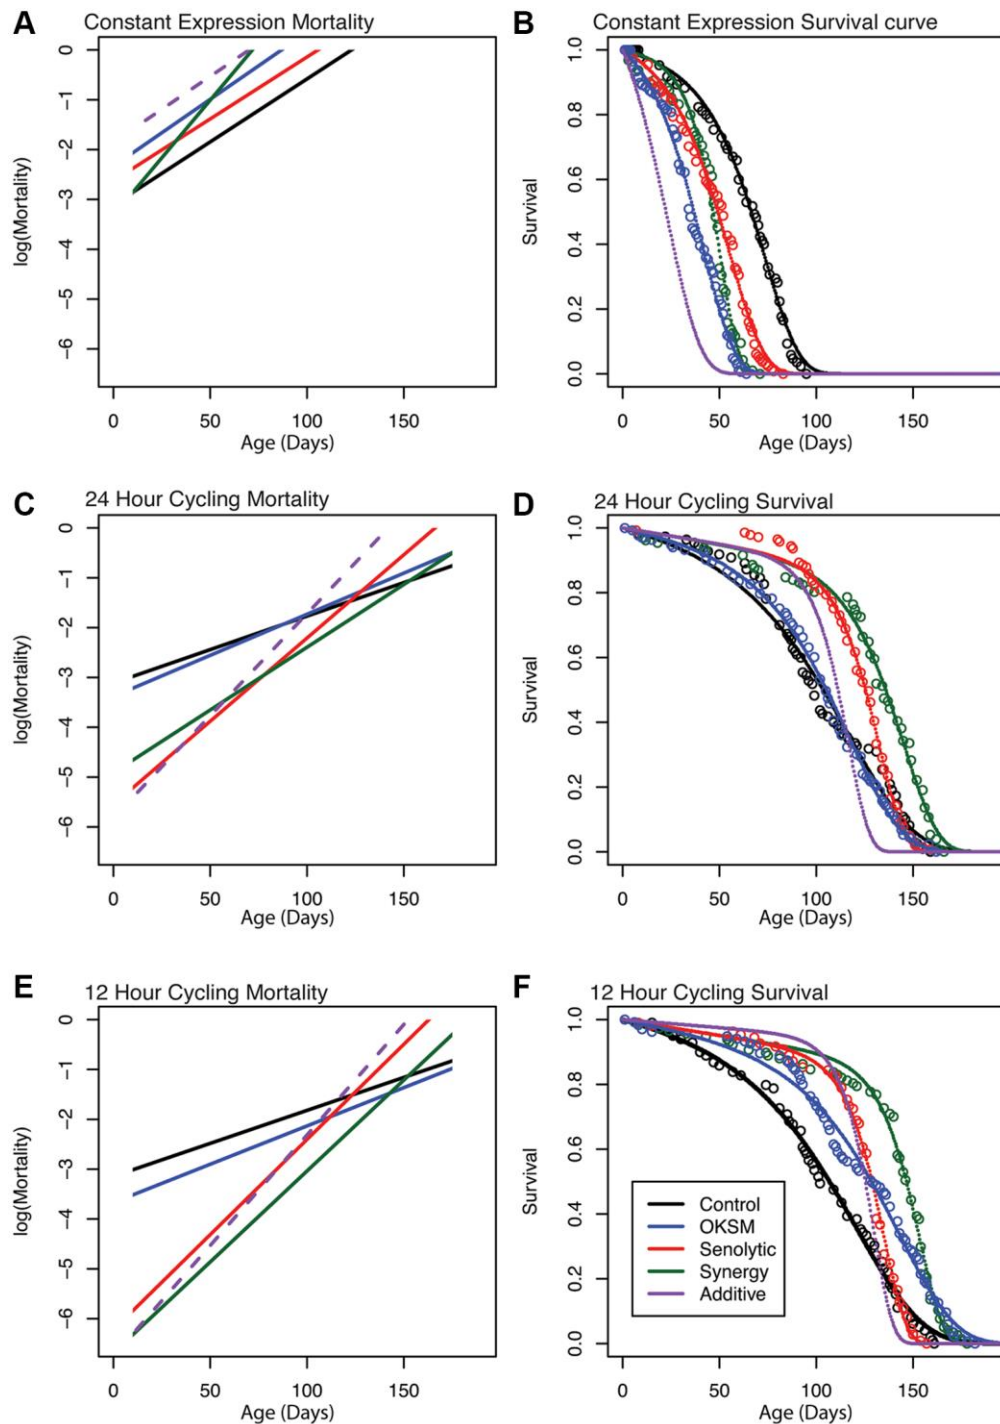 A Constant Expression Mortality
log(Mortality)
0
-1
-2
-3
-4
-5
-6
0 50 100 150
Age (Days)
B Constant Expression Survival curve
Survival
1.0
0.8
0.6
0.4
0.2
0.0
0 50 100 150
Age (Days)
C 24 Hour Cycling Mortality
log(Mortality)
0
-1
-2
-3
-4
-5
-6
0 50 100 150
Age (Days)
D 24 Hour Cycling Survival
Survival
1.0
0.8
0.6
0.4
0.2
0.0
0 50 100 150
Age (Days)
E 12 Hour Cycling Mortality
log(Mortality)
0
-1
-2
-3
-4
-5
-6
0 50 100 150
Age (Days)
F 12 Hour Cycling Survival
Survival
1.0
0.8
0.6
0.4
0.2
0.0
Control
OKSM
Senolytic
Synergy
Additive
0 50 100 150
Age (Days)